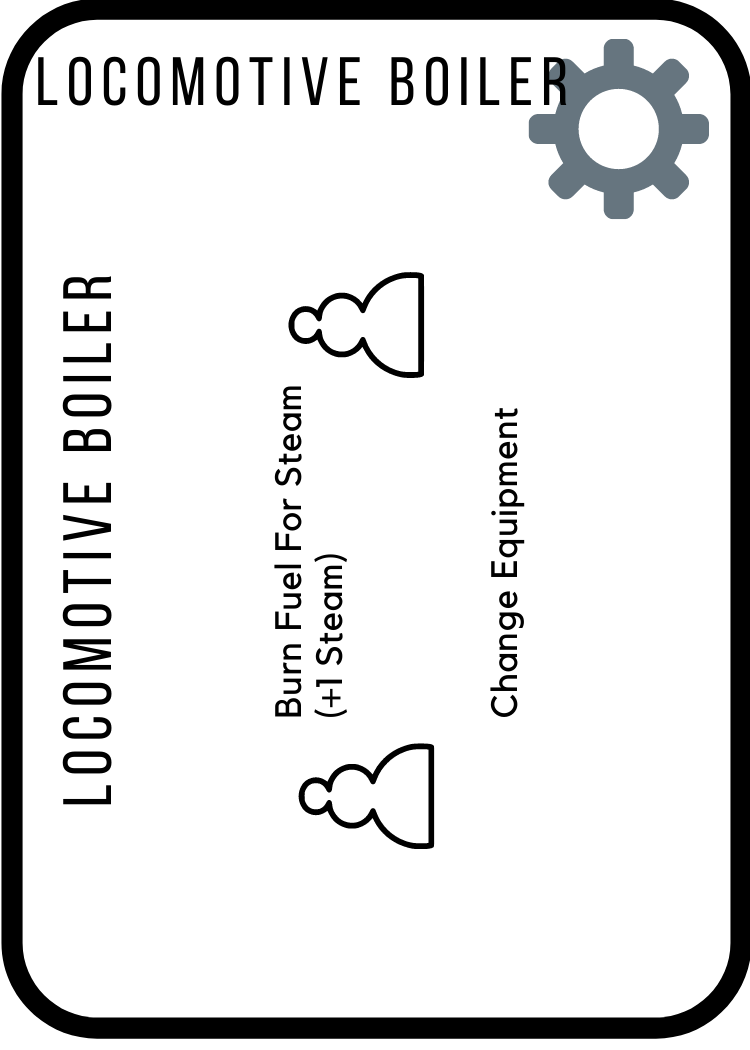 LOCOMOTIVE BOILER
LOCOMOTIVE BOILER
Burn Fuel For Steam
(+1 Steam)
Change Equipment